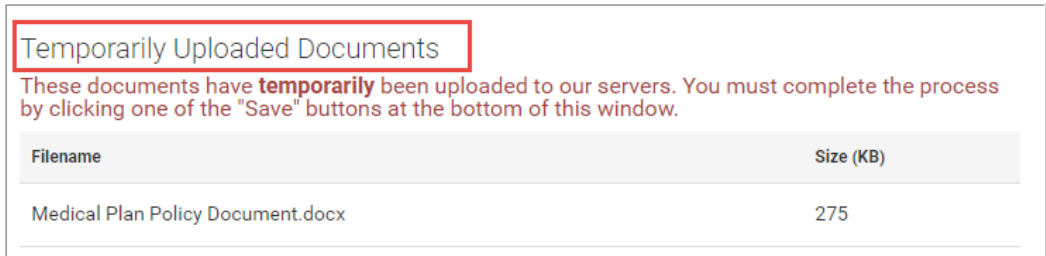 Temporarily Uploaded Documents
These documents have temporarily been uploaded to our servers. You must complete the process
by clicking one of the "Save" buttons at the bottom of this window.
Filename Size (KB)
Medical Plan Policy Document.docx 275